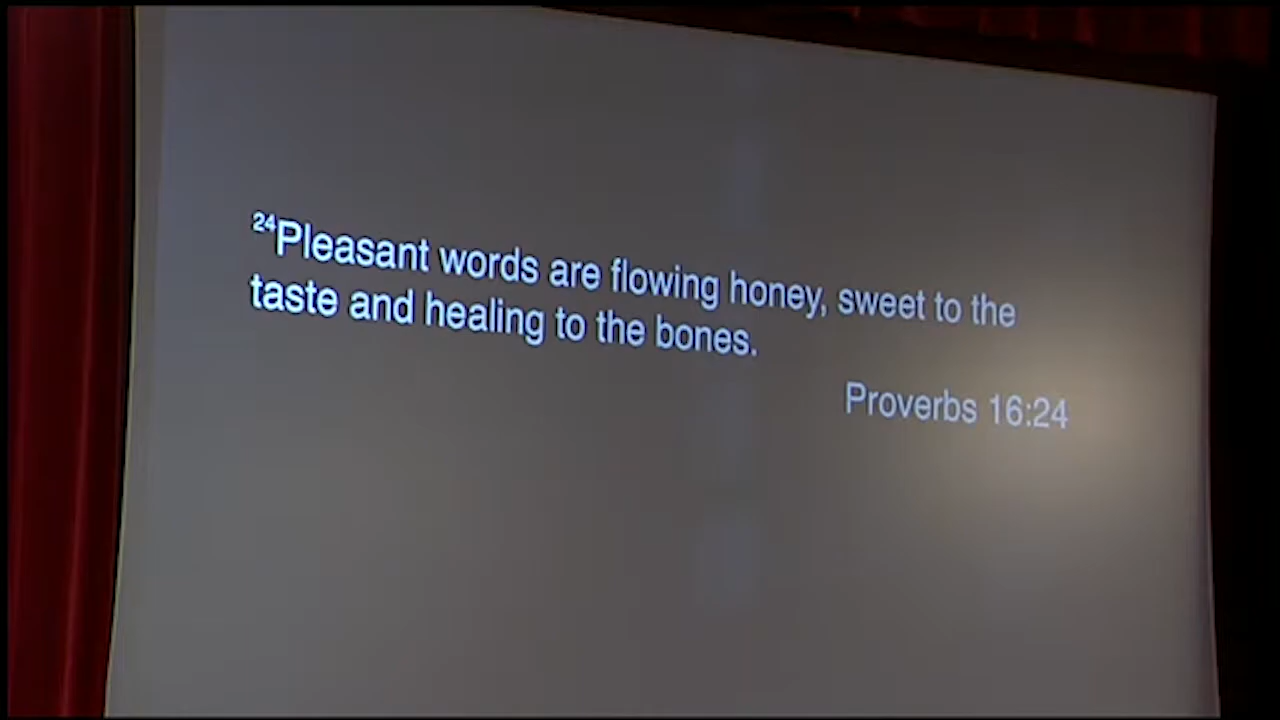 ²⁴Pleasant words are flowing honey, sweet to the
taste and healing to the bones.
Proverbs 16:24